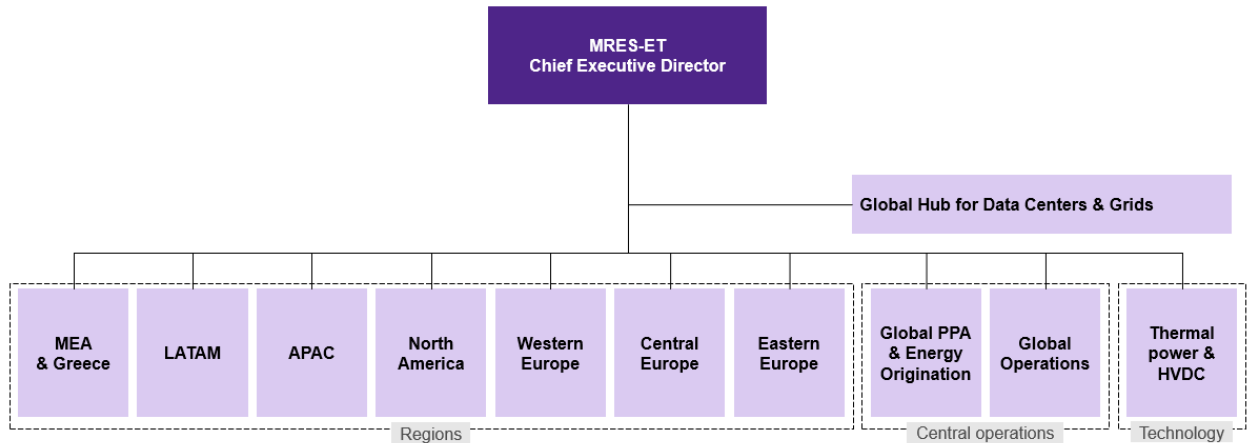 MRES-ET
Chief Executive Director
Global Hub for Data Centers & Grids
MEA
& Greece
LATAM
APAC
North
America
Western
Europe
Central
Europe
Eastern
Europe
Global PPA
& Energy
Origination
Global
Operations
Thermal
power &
HVDC
Regions
Central operations
Technology